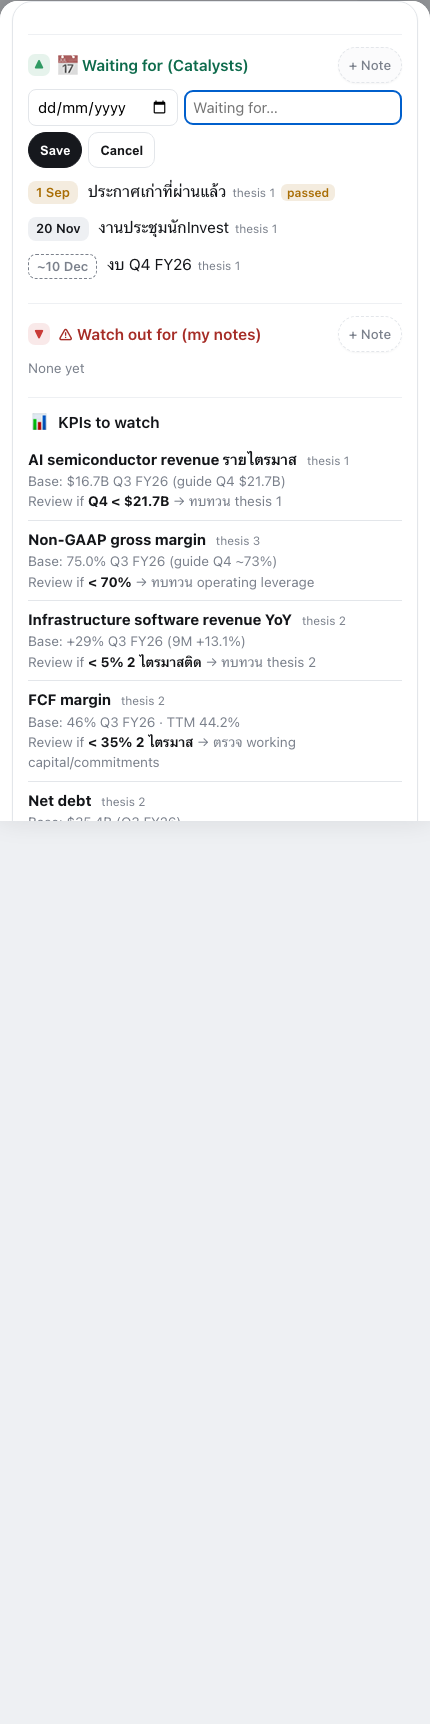 Waiting for (Catalysts)
+ Note
dd/mm/yyyy
Waiting for...
Save
Cancel
1 Sep ประกาศเก่าที่ผ่านแล้ว thesis 1 passed
20 Nov งานประชุมนักInvest thesis 1
~10 Dec งบ Q4 FY26 thesis 1
Watch out for (my notes)
+ Note
None yet
KPIs to watch
AI semiconductor revenue รายไตรมาส thesis 1
Base: $16.7B Q3 FY26 (guide Q4 $21.7B)
Review if Q4 < $21.7B → ทบทวน thesis 1
Non-GAAP gross margin thesis 3
Base: 75.0% Q3 FY26 (guide Q4 ~73%)
Review if < 70% → ทบทวน operating leverage
Infrastructure software revenue YoY thesis 2
Base: +29% Q3 FY26 (9M +13.1%)
Review if < 5% 2 ไตรมาสติด → ทบทวน thesis 2
FCF margin thesis 2
Base: 46% Q3 FY26 · TTM 44.2%
Review if < 35% 2 ไตรมาส → ตรวจ working
capital/commitments
Net debt thesis 2